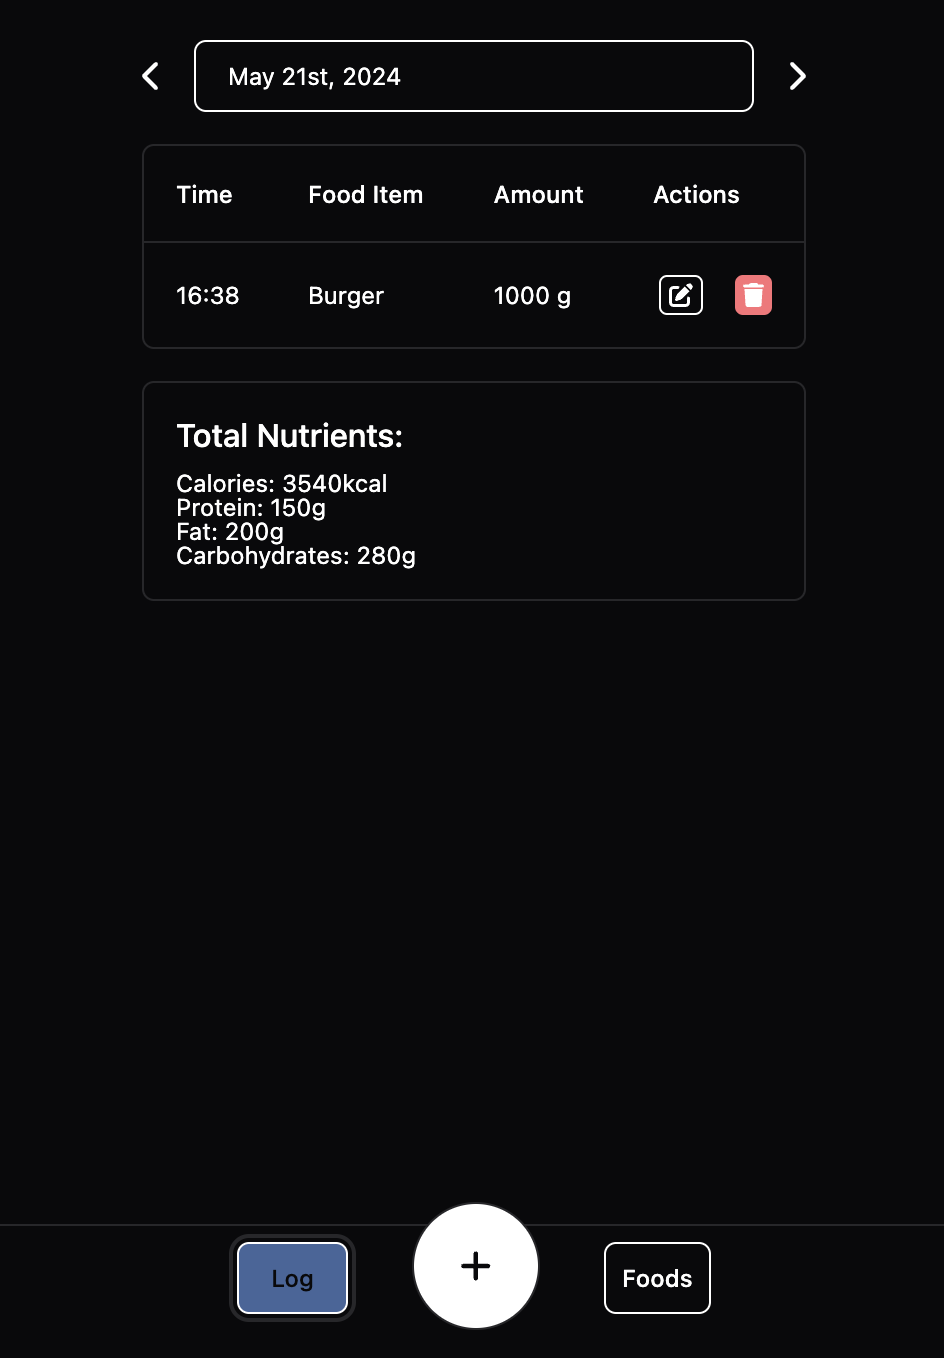 May 21st, 2024
Time Food Item Amount Actions
16:38 Burger 1000 g
Total Nutrients:
Calories: 3540kcal
Protein: 150g
Fat: 200g
Carbohydrates: 280g
Log + Foods